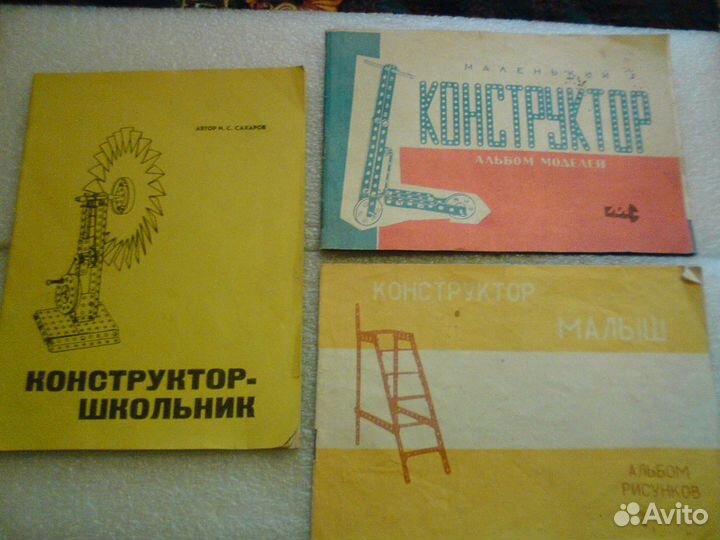 АВТОР Н. С. САХАРОВ
КОНСТРУКТОР-
ШКОЛЬНИК
МАЛЕНЬКИЙ
КОНСТРУКТОР
АЛЬБОМ МОДЕЛЕЙ
КОНСТРУКТОР
МАЛЫШ
АЛЬБОМ
РИСУНКОВ
Avito